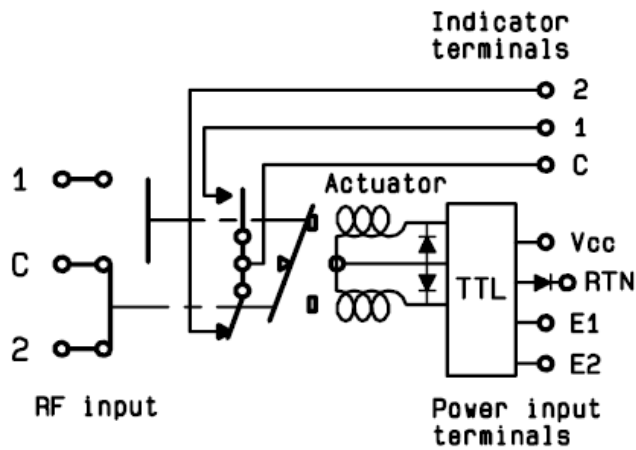 Indicator
terminals
2
1
C
1
Actuator
Vcc
C
TTL
RTN
E1
2
E2
RF input
Power input
terminals